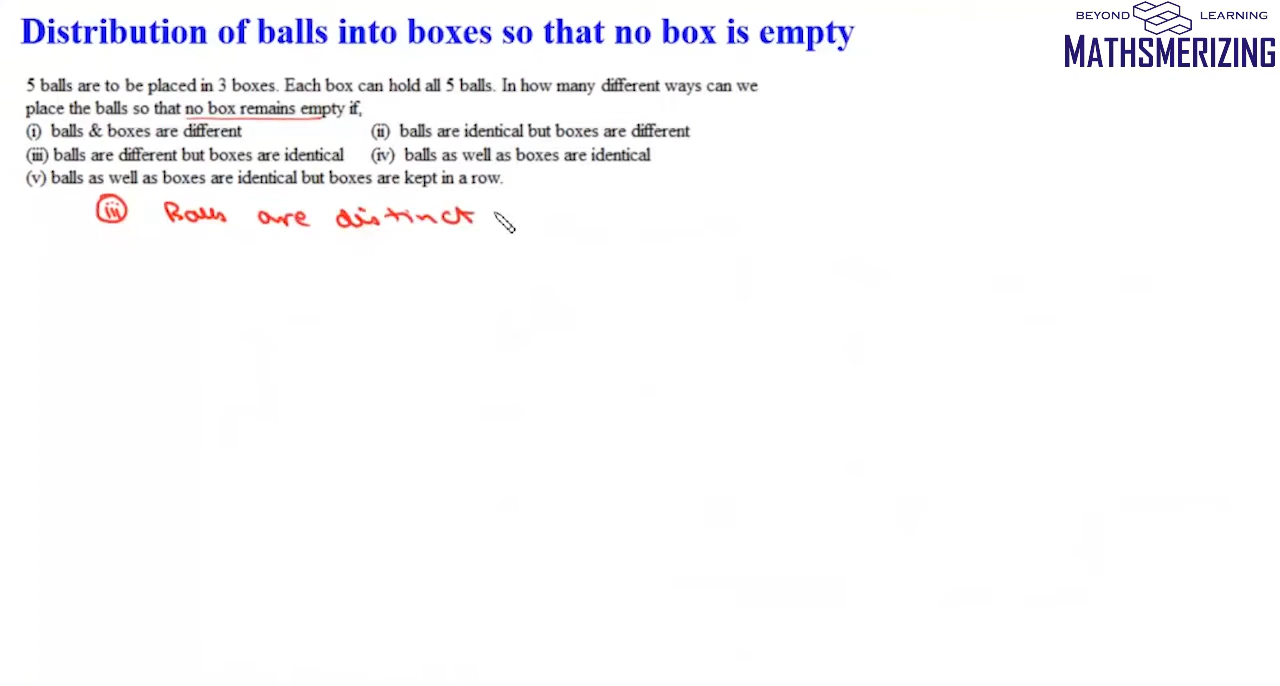 Distribution of balls into boxes so that no box is empty
BEYOND LEARNING
MATHSMERIZING
5 balls are to be placed in 3 boxes. Each box can hold all 5 balls. In how many different ways can we
place the balls so that no box remains empty if,
(i) balls & boxes are different (ii) balls are identical but boxes are different
(iii) balls are different but boxes are identical (iv) balls as well as boxes are identical
(v) balls as well as boxes are identical but boxes are kept in a row.
(iii) Balls are distinct